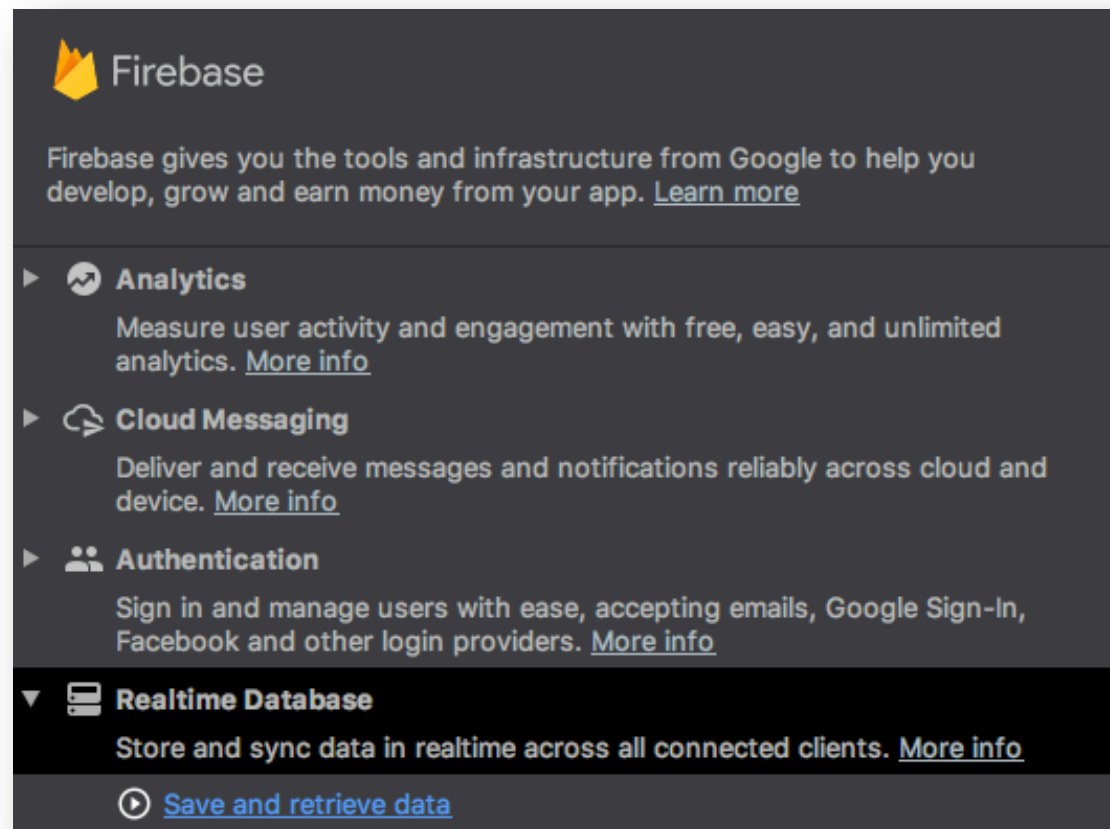 Firebase
Firebase gives you the tools and infrastructure from Google to help you
develop, grow and earn money from your app. Learn more
Analytics
Measure user activity and engagement with free, easy, and unlimited
analytics. More info
Cloud Messaging
Deliver and receive messages and notifications reliably across cloud and
device. More info
Authentication
Sign in and manage users with ease, accepting emails, Google Sign-In,
Facebook and other login providers. More info
Realtime Database
Store and sync data in realtime across all connected clients. More info
Save and retrieve data